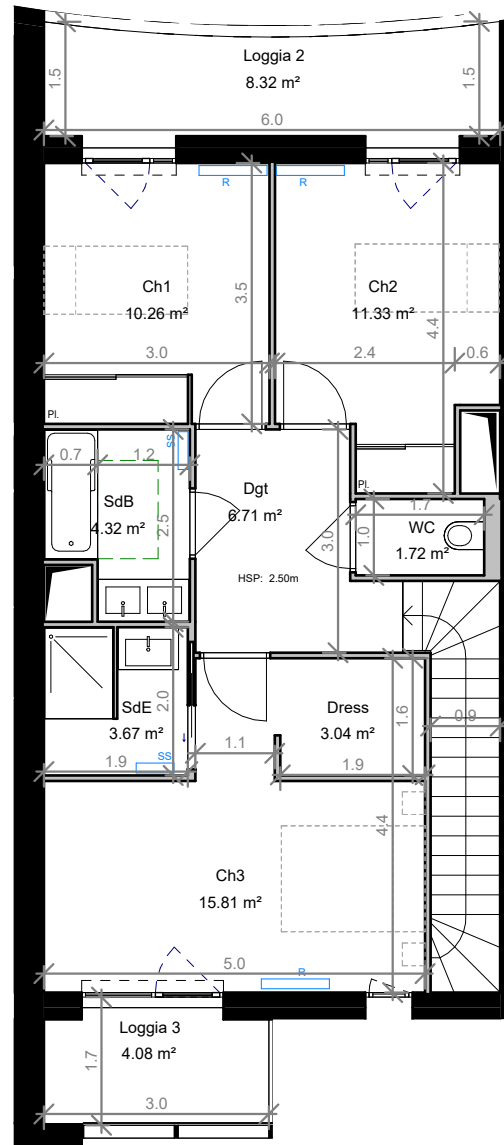 Loggia 2
8.32 m²
1.5
1.5
6.0
R
R
Ch1
10.26 m²
Ch2
11.33 m²
3.5
4.4
3.0
2.4
0.6
Pl.
SS
0.7
1.2
SdB
4.32 m²
2.5
Dgt
6.71 m²
HSP: 2.50m
3.0
Pl.
1.7
WC
1.72 m²
1.0
SdE
3.67 m²
2.0
SS
1.9
1.1
Dress
3.04 m²
1.6
1.9
0.9
4.4
Ch3
15.81 m²
5.0
R
Loggia 3
4.08 m²
1.7
3.0